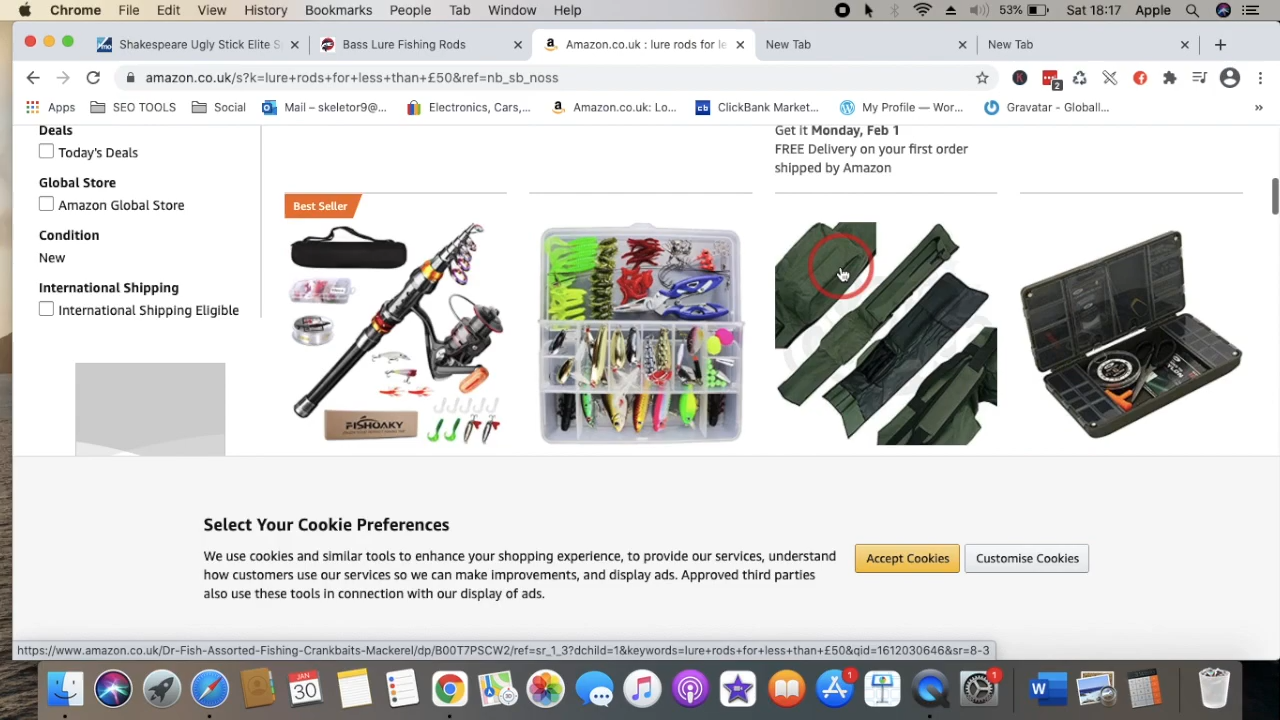 Chrome File Edit View History Bookmarks People Tab Window Help 53% Sat 18:17 Apple
Shakespeare Ugly Stick Elite S Bass Lure Fishing Rods Amazon.co.uk : lure rods for le New Tab New Tab
amazon.co.uk/s?k=lure+rods+for+less+than+£50&ref=nb_sb_noss
2
Apps SEO TOOLS Social Mail – skeletor9@... Electronics, Cars,... Amazon.co.uk: Lo... ClickBank Market... My Profile — Wor... Gravatar - Globall... »
Deals
Today's Deals
Global Store
Amazon Global Store
Condition
New
International Shipping
International Shipping Eligible
Get it Monday, Feb 1
FREE Delivery on your first order
shipped by Amazon
Best Seller
FISHOAKY
Select Your Cookie Preferences
We use cookies and similar tools to enhance your shopping experience, to provide our services, understand
how customers use our services so we can make improvements, and display ads. Approved third parties
also use these tools in connection with our display of ads.
Accept Cookies Customise Cookies
https://www.amazon.co.uk/Dr-Fish-Assorted-Fishing-Crankbaits-Mackerel/dp/B00T7PSCW2/ref=sr_1_3?dchild=1&keywords=lure+rods+for+less+than+£50&qid=1612030646&sr=8-3
JAN
30
1
1
W